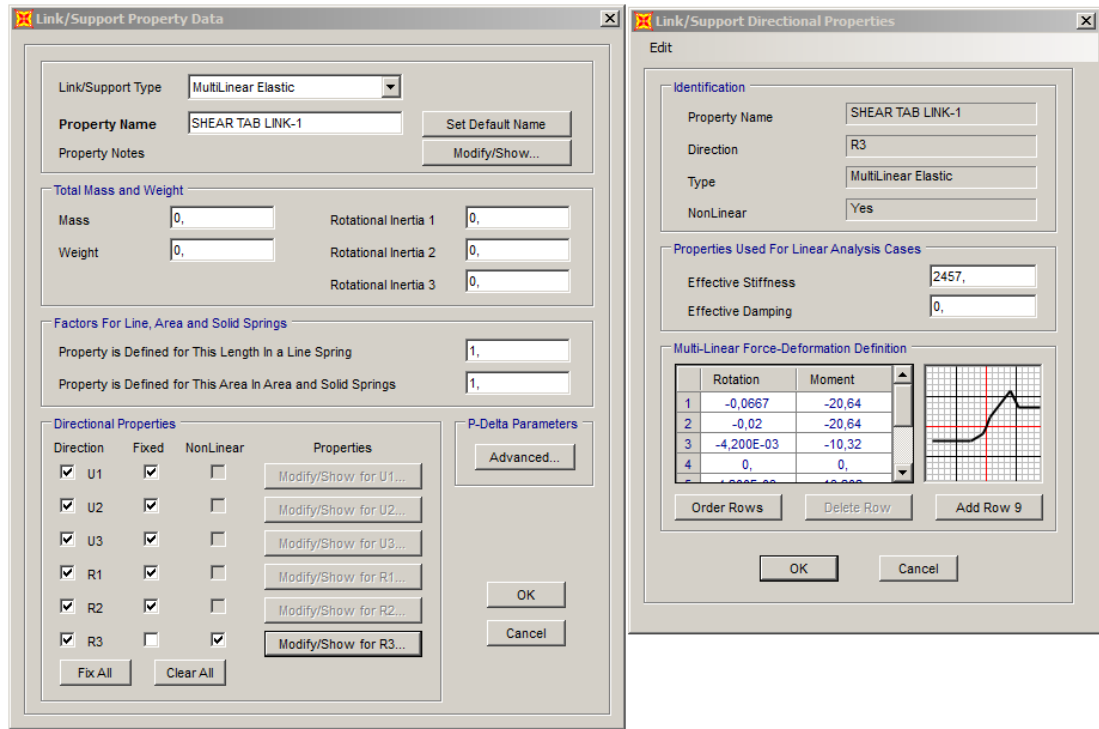 Link/Support Property Data
Link/Support Type MultiLinear Elastic
Property Name SHEAR TAB LINK-1 Set Default Name
Property Notes Modify/Show...
Total Mass and Weight
Mass 0, Rotational Inertia 1 0,
Weight 0, Rotational Inertia 2 0,
Rotational Inertia 3 0,
Factors For Line, Area and Solid Springs
Property is Defined for This Length In a Line Spring 1,
Property is Defined for This Area In Area and Solid Springs 1,
Directional Properties
Direction Fixed NonLinear Properties
U1 Modify/Show for U1...
U2 Modify/Show for U2...
U3 Modify/Show for U3...
R1 Modify/Show for R1...
R2 Modify/Show for R2...
R3 Modify/Show for R3...
Fix All Clear All
P-Delta Parameters
Advanced...
OK
Cancel
Link/Support Directional Properties
Edit
Identification
Property Name SHEAR TAB LINK-1
Direction R3
Type MultiLinear Elastic
NonLinear Yes
Properties Used For Linear Analysis Cases
Effective Stiffness 2457,
Effective Damping 0,
Multi-Linear Force-Deformation Definition
Rotation Moment
1 -0,0667 -20,64
2 -0,02 -20,64
3 -4,200E-03 -10,32
4 0, 0,
Order Rows Delete Row Add Row 9
OK Cancel